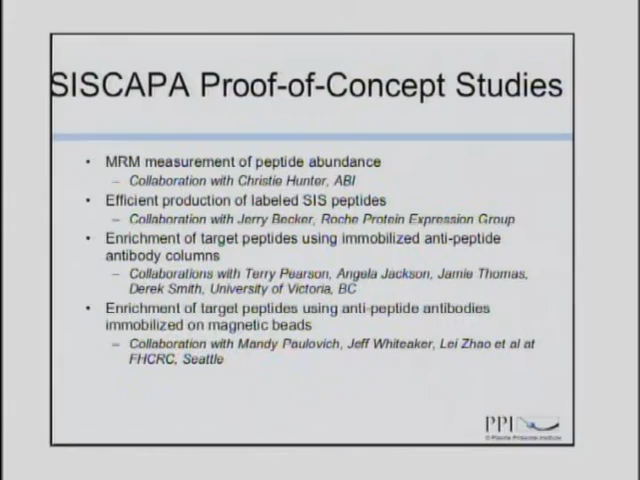 SISCAPA Proof-of-Concept Studies
• MRM measurement of peptide abundance
– Collaboration with Christie Hunter, ABI
• Efficient production of labeled SIS peptides
– Collaboration with Jerry Becker, Roche Protein Expression Group
• Enrichment of target peptides using immobilized anti-peptide
antibody columns
– Collaborations with Terry Pearson, Angela Jackson, Jamie Thomas,
Derek Smith, University of Victoria, BC
• Enrichment of target peptides using anti-peptide antibodies
immobilized on magnetic beads
– Collaboration with Mandy Paulovich, Jeff Whiteaker, Lei Zhao et al at
FHCRC, Seattle
PPI
© Plasma Proteome Institute